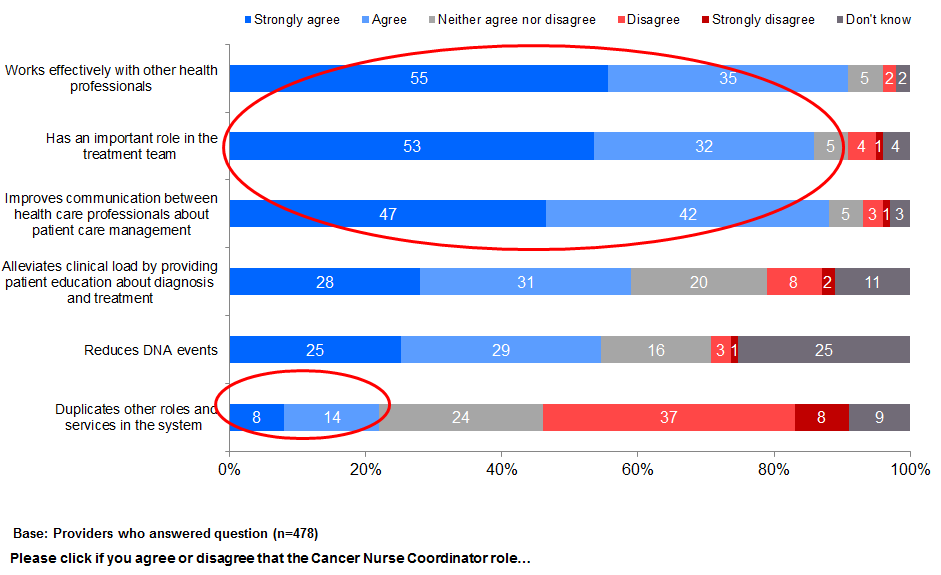 Strongly agree Agree Neither agree nor disagree Disagree Strongly disagree Don't know
Works effectively with other health
professionals
55 35 5 2 2
Has an important role in the
treatment team
53 32 5 4 1 4
Improves communication between
health care professionals about
patient care management
47 42 5 3 1 3
Alleviates clinical load by providing
patient education about diagnosis
and treatment
28 31 20 8 2 11
Reduces DNA events
25 29 16 3 1 25
Duplicates other roles and
services in the system
8 14 24 37 8 9
0% 20% 40% 60% 80% 100%
Base: Providers who answered question (n=478)
Please click if you agree or disagree that the Cancer Nurse Coordinator role…